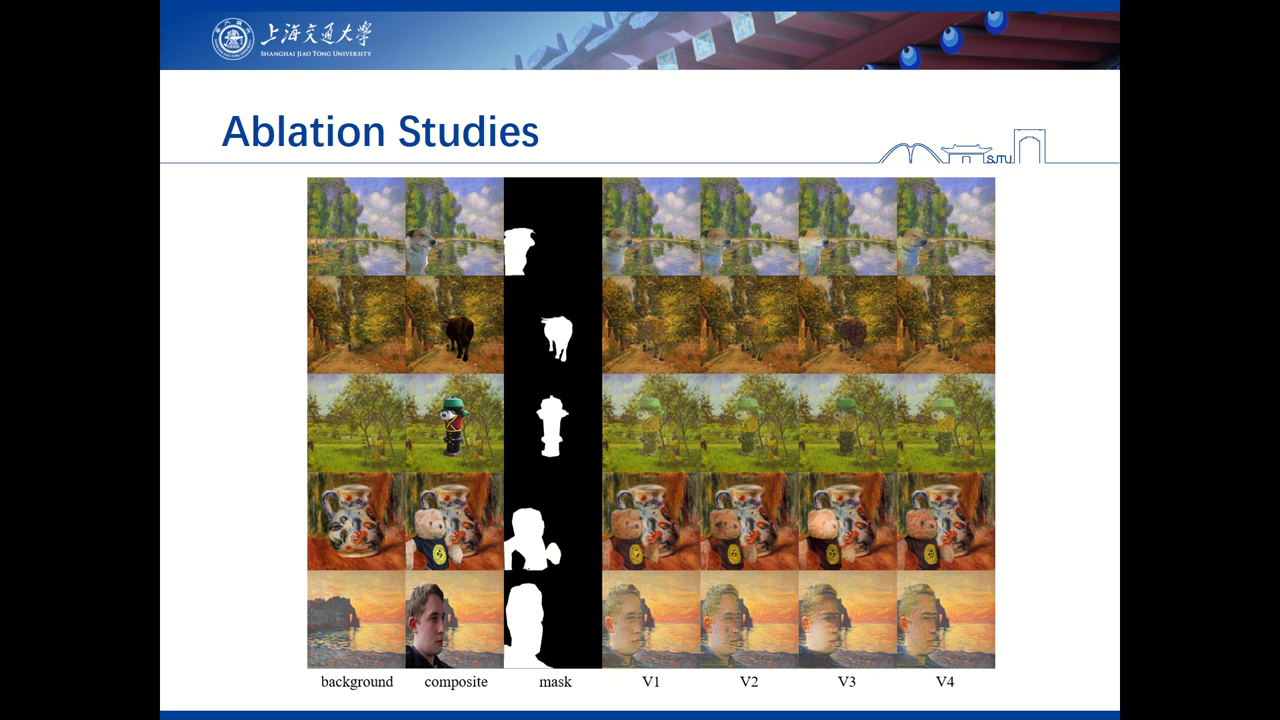 上海交通大学
SHANGHAI JIAO TONG UNIVERSITY
Ablation Studies
SJTU
background composite mask V1 V2 V3 V4